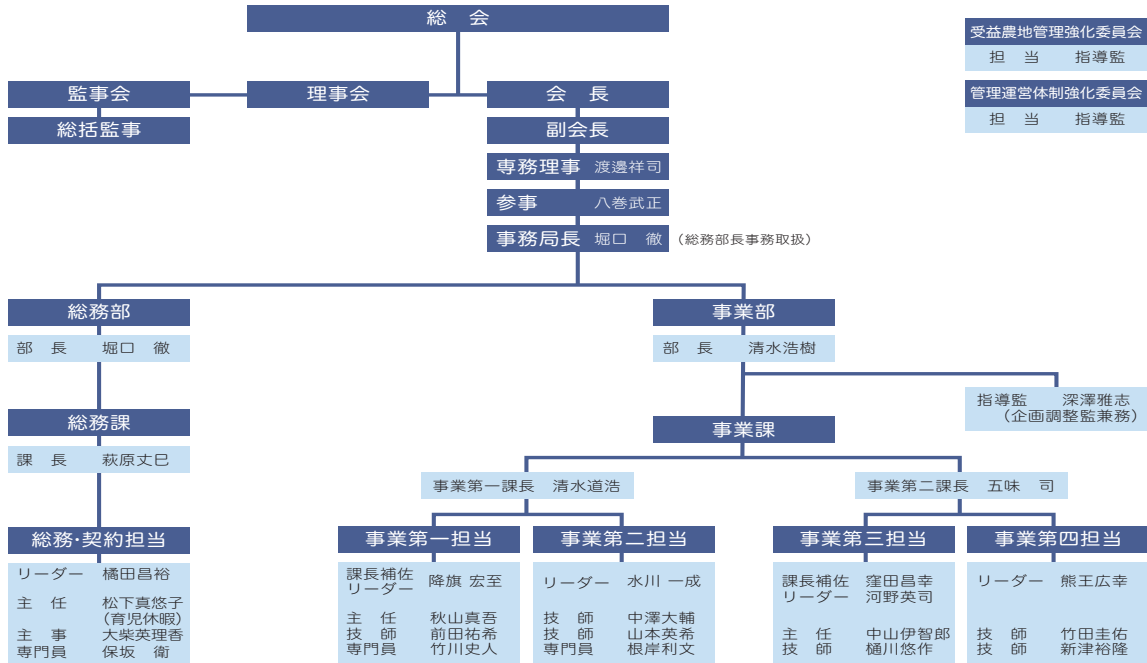 総　会
受益農地管理強化委員会
担　当　指導監
管理運営体制強化委員会
担　当　指導監
監事会
理事会
会　長
総括監事
副会長
専務理事　渡邊祥司
参事　八巻武正
事務局長　堀口　徹　(総務部長事務取扱)
総務部
部　長　堀口　徹
総務課
課　長　萩原丈巳
総務・契約担当
リーダー　橘田昌裕
主　任　松下真悠子
(育児休暇)
主　事　大柴英理香
専門員　保坂　衛
事業部
部　長　清水浩樹
指導監　深澤雅志
(企画調整監兼務)
事業課
事業第一課長　清水道浩
事業第一担当
課長補佐
リーダー　降旗 宏至
主　任　秋山真吾
技　師　前田祐希
専門員　竹川史人
事業第二担当
リーダー　水川 一成
技　師　中澤大輔
技　師　山本英希
専門員　根岸利文
事業第二課長　五味　司
事業第三担当
課長補佐　窪田昌幸
リーダー　河野英司
主　任　中山伊智郎
技　師　樋川悠作
事業第四担当
リーダー　熊王広幸
技　師　竹田圭佑
技　師　新津裕隆